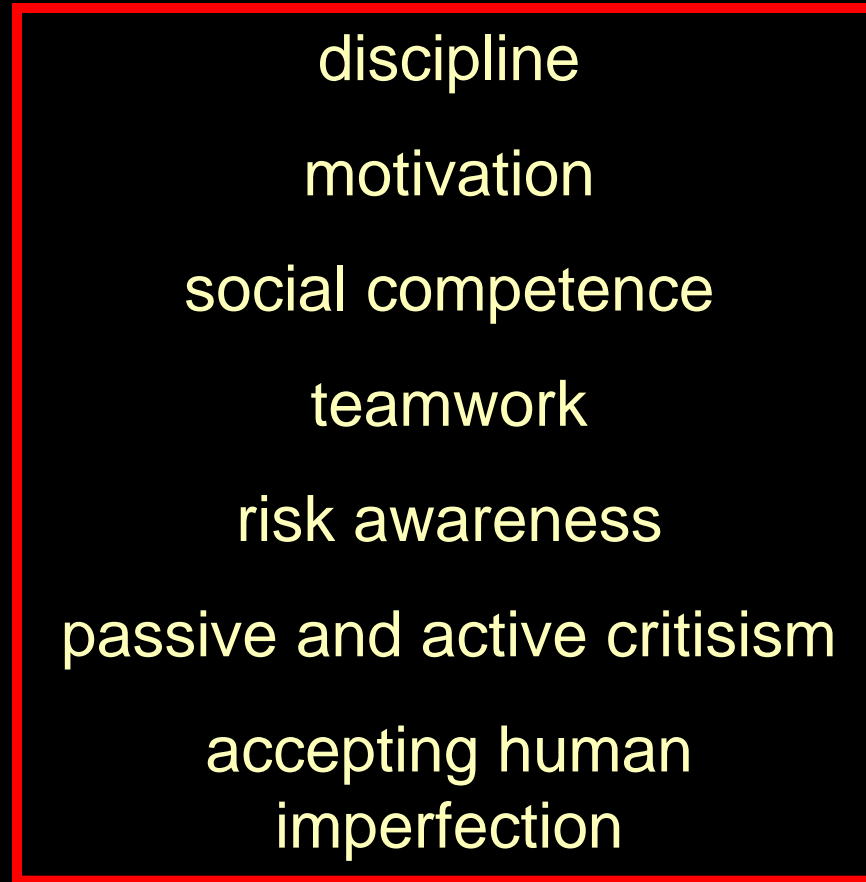 discipline
motivation
social competence
teamwork
risk awareness
passive and active critisism
accepting human
imperfection